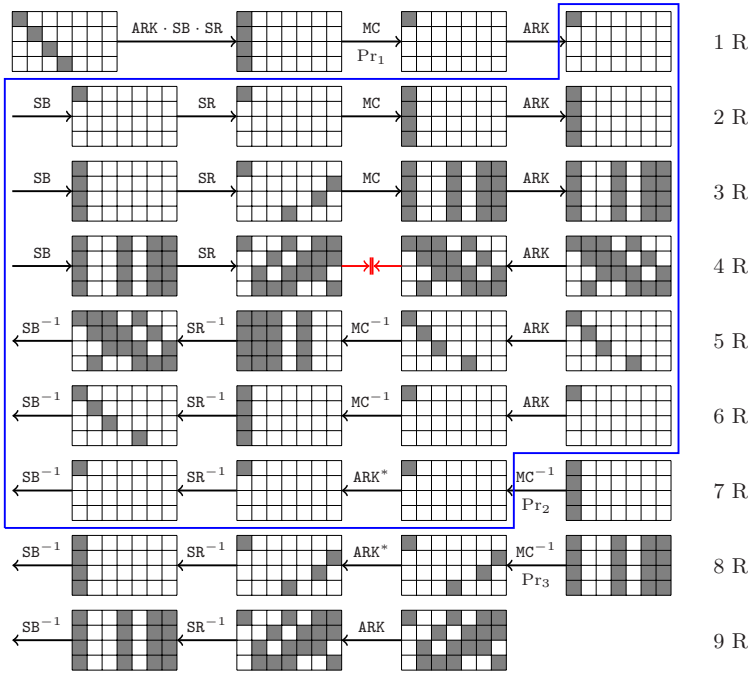 ARK · SB · SR MC ARK 1 R
Pr₁
SB SR MC ARK 2 R
SB SR MC ARK 3 R
SB SR ARK 4 R
SB⁻¹ SR⁻¹ MC⁻¹ ARK 5 R
SB⁻¹ SR⁻¹ MC⁻¹ ARK 6 R
SB⁻¹ SR⁻¹ ARK* MC⁻¹ 7 R
Pr₂
SB⁻¹ SR⁻¹ ARK* MC⁻¹ 8 R
Pr₃
SB⁻¹ SR⁻¹ ARK 9 R